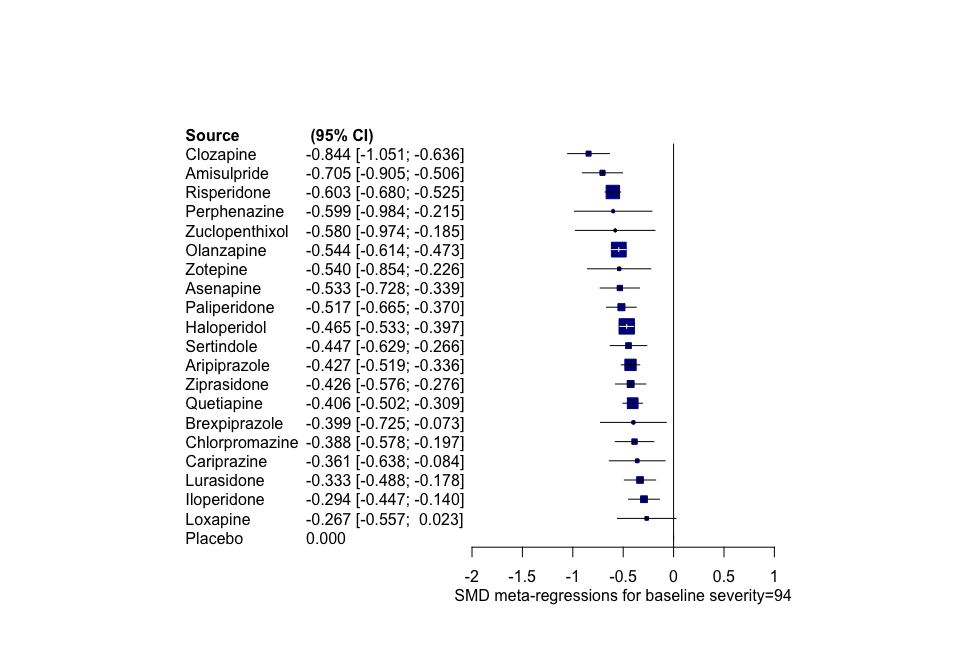 Source (95% CI)
Clozapine -0.844 [-1.051; -0.636]
Amisulpride -0.705 [-0.905; -0.506]
Risperidone -0.603 [-0.680; -0.525]
Perphenazine -0.599 [-0.984; -0.215]
Zuclopenthixol -0.580 [-0.974; -0.185]
Olanzapine -0.544 [-0.614; -0.473]
Zotepine -0.540 [-0.854; -0.226]
Asenapine -0.533 [-0.728; -0.339]
Paliperidone -0.517 [-0.665; -0.370]
Haloperidol -0.465 [-0.533; -0.397]
Sertindole -0.447 [-0.629; -0.266]
Aripiprazole -0.427 [-0.519; -0.336]
Ziprasidone -0.426 [-0.576; -0.276]
Quetiapine -0.406 [-0.502; -0.309]
Brexpiprazole -0.399 [-0.725; -0.073]
Chlorpromazine -0.388 [-0.578; -0.197]
Cariprazine -0.361 [-0.638; -0.084]
Lurasidone -0.333 [-0.488; -0.178]
Iloperidone -0.294 [-0.447; -0.140]
Loxapine -0.267 [-0.557; 0.023]
Placebo 0.000
-2 -1.5 -1 -0.5 0 0.5 1
SMD meta-regressions for baseline severity=94